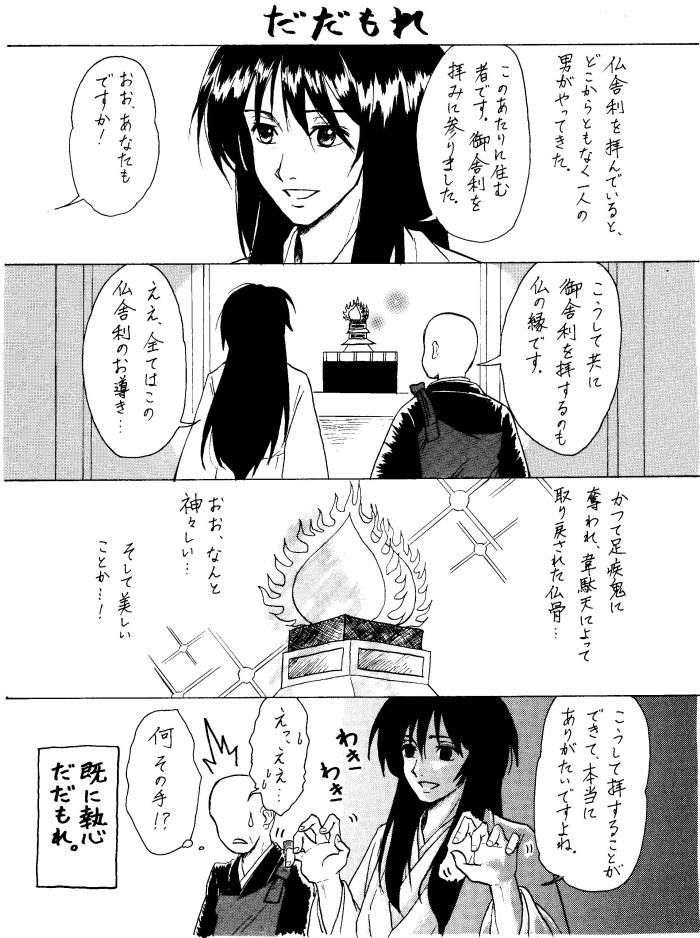 だだもれ
仏舎利を拝んでいると、
どこからともなく一人の
男がやってきた。
このあたりに住む
者です。御舎利を
拝みに参りました。
おお、あなたも
ですか!
こうして共に
御舎利を拝するのも
仏の縁です。
ええ、全てはこの
仏舎利のお導き…
かつて足疾鬼に
奪われ、韋駄天によって
取り戻された仏骨…
おお、なんと
神々しい…
そして美しい
ことか…!
こうして拝することが
できて、本当に
ありがたいですよね。
わきー
わきー
えっ、ええ…
何 その手!?
既に執心
だだもれ。